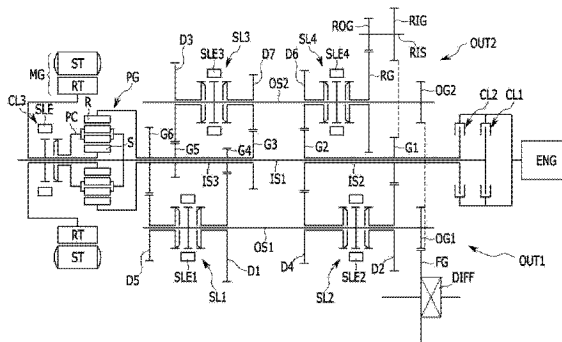 ROG RIG
D3 SLE3 SL3 D7 D6 SL4 SLE4 RIS
MG ST RT OUT2
CL3 SLE R PG OS2 RG OG2
PC S G6 G5 G4 G3 G2 G1 CL2 CL1
IS3 IS1 IS2 ENG
RT ST OS1 OG1
D5 SLE1 SL1 D1 D4 SL2 SLE2 D2 FG DIFF OUT1